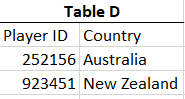 Table D
Player ID Country
252156 Australia
923451 New Zealand